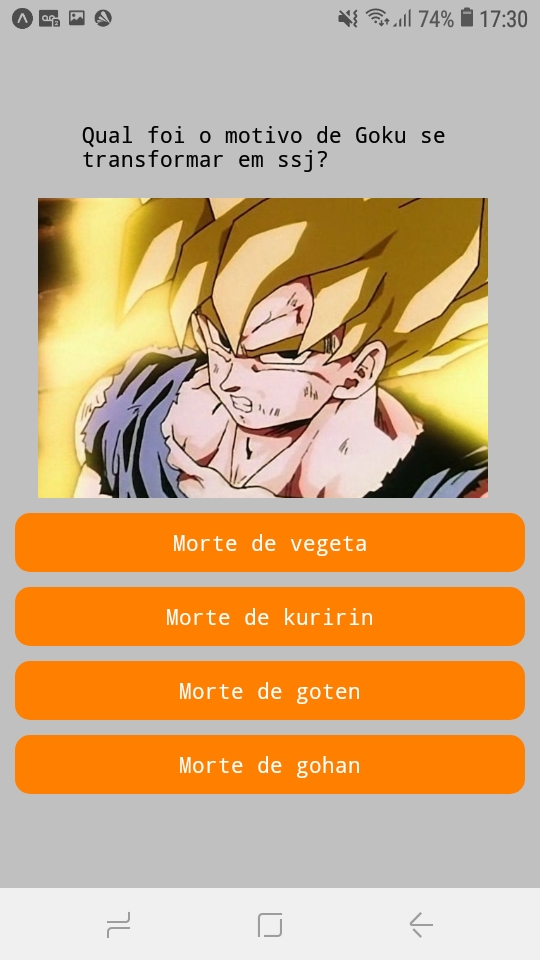 74% 17:30
Qual foi o motivo de Goku se
transformar em ssj?
Morte de vegeta
Morte de kuririn
Morte de goten
Morte de gohan